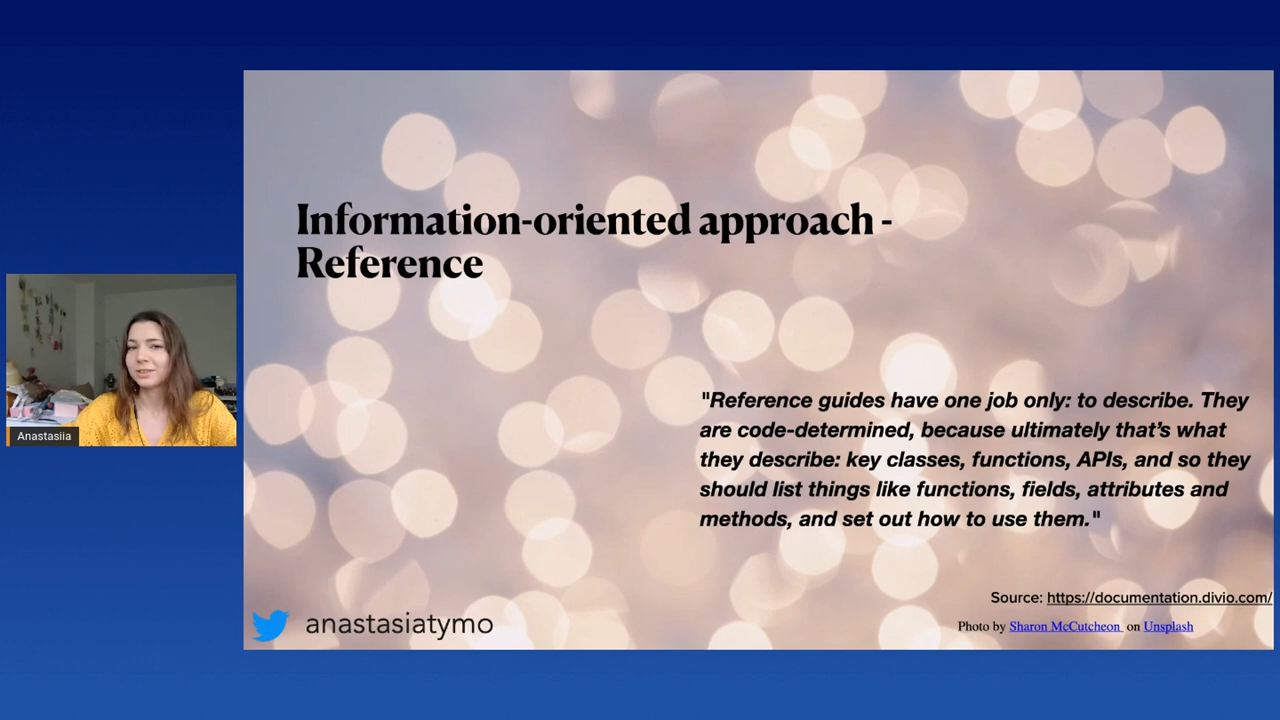 Information-oriented approach -
Reference
"Reference guides have one job only: to describe. They
are code-determined, because ultimately that’s what
they describe: key classes, functions, APIs, and so they
should list things like functions, fields, attributes and
methods, and set out how to use them."
Source: https://documentation.divio.com/
Photo by Sharon McCutcheon on Unsplash
anastasiatymo
Anastasiia